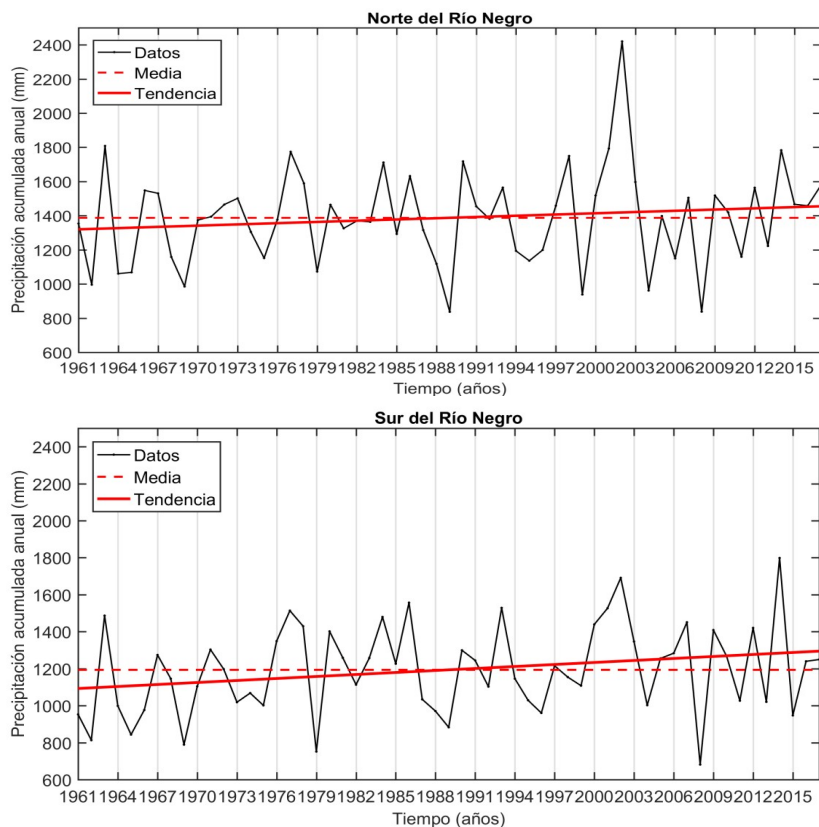 Norte del Río Negro
Precipitación acumulada anual (mm)
2400
2200
2000
1800
1600
1400
1200
1000
800
600
Datos
Media
Tendencia
1961 1964 1967 1970 1973 1976 1979 1982 1985 1988 1991 1994 1997 2000 2003 2006 2009 2012 2015
Tiempo (años)
Sur del Río Negro
Precipitación acumulada anual (mm)
2400
2200
2000
1800
1600
1400
1200
1000
800
600
Datos
Media
Tendencia
1961 1964 1967 1970 1973 1976 1979 1982 1985 1988 1991 1994 1997 2000 2003 2006 2009 2012 2015
Tiempo (años)